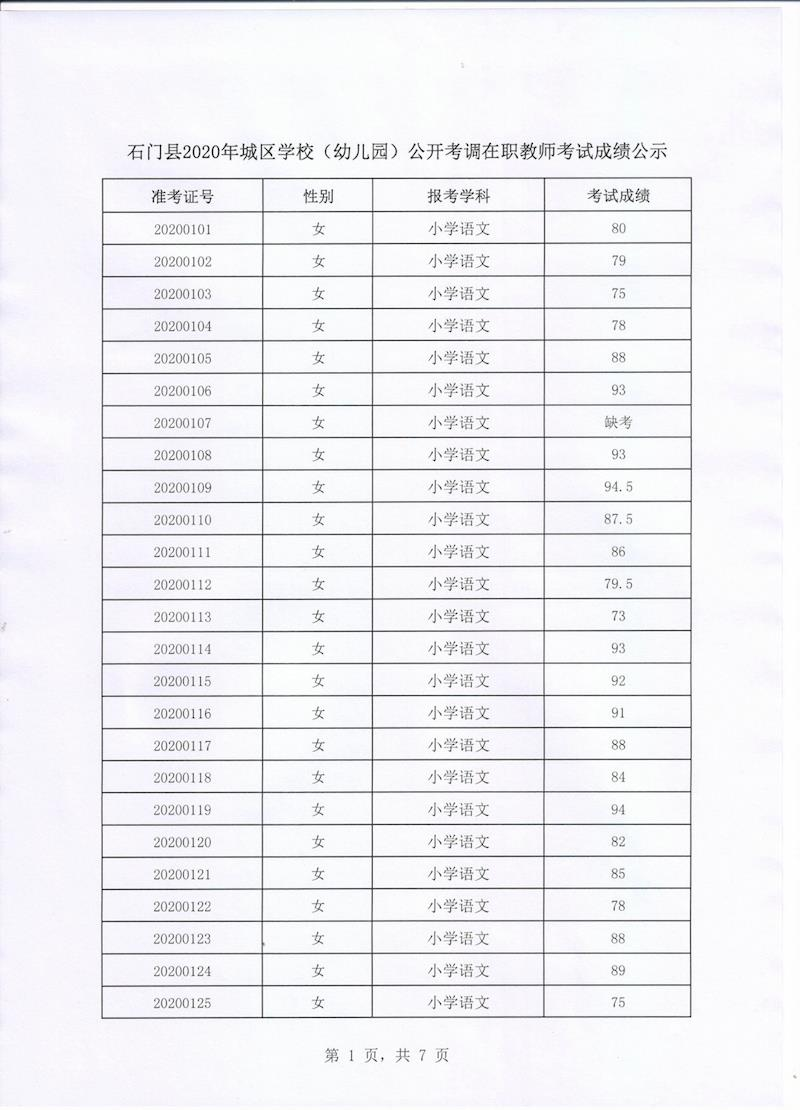 石门县2020年城区学校（幼儿园）公开考调在职教师考试成绩公示
准考证号 性别 报考学科 考试成绩
20200101 女 小学语文 80
20200102 女 小学语文 79
20200103 女 小学语文 75
20200104 女 小学语文 78
20200105 女 小学语文 88
20200106 女 小学语文 93
20200107 女 小学语文 缺考
20200108 女 小学语文 93
20200109 女 小学语文 94.5
20200110 女 小学语文 87.5
20200111 女 小学语文 86
20200112 女 小学语文 79.5
20200113 女 小学语文 73
20200114 女 小学语文 93
20200115 女 小学语文 92
20200116 女 小学语文 91
20200117 女 小学语文 88
20200118 女 小学语文 84
20200119 女 小学语文 94
20200120 女 小学语文 82
20200121 女 小学语文 85
20200122 女 小学语文 78
20200123 女 小学语文 88
20200124 女 小学语文 89
20200125 女 小学语文 75
第 1 页，共 7 页